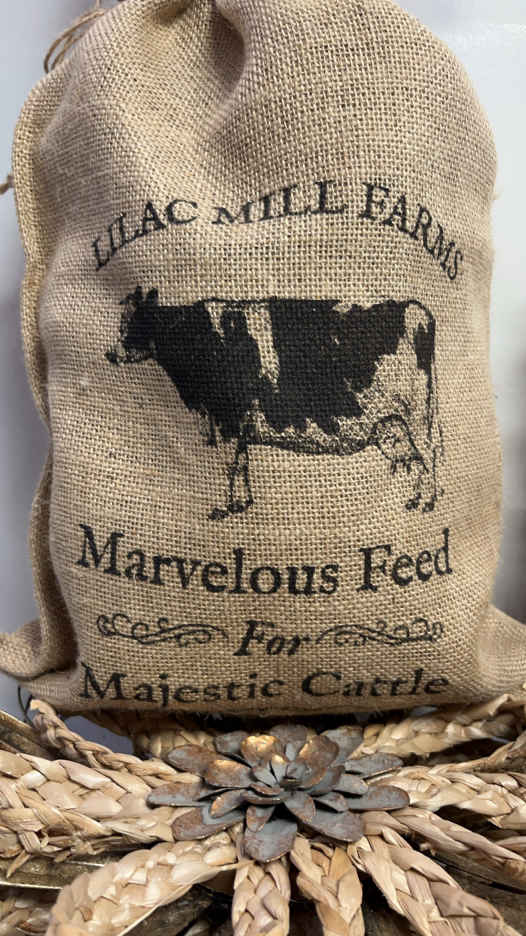 LILAC MILL FARMS
Marvelous Feed
For
Majestic Cattle